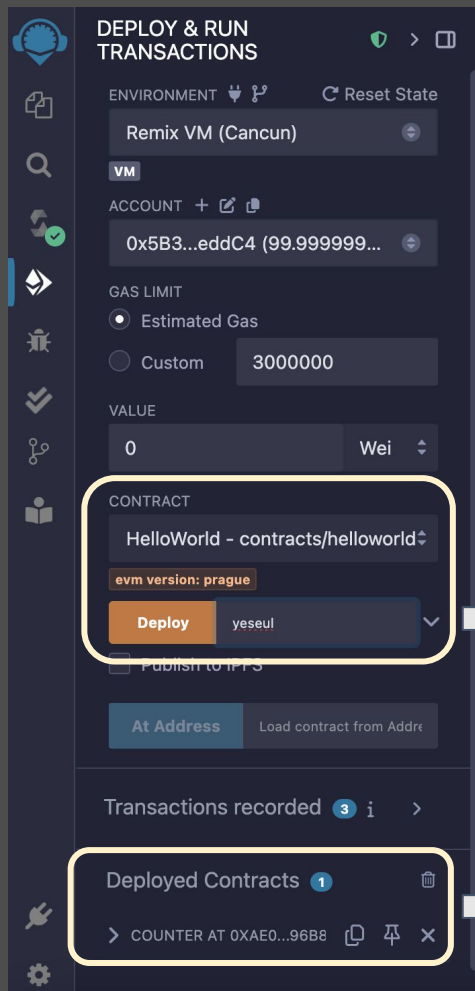 DEPLOY & RUN
TRANSACTIONS
ENVIRONMENT
Reset State
Remix VM (Cancun)
VM
ACCOUNT
0x5B3...eddC4 (99.999999...
GAS LIMIT
Estimated Gas
Custom
3000000
VALUE
0
Wei
CONTRACT
HelloWorld - contracts/helloworld
evm version: prague
Deploy
yeseul
Publish to IPFS
At Address
Load contract from Addre
Transactions recorded 3 i
Deployed Contracts 1
COUNTER AT 0XAE0...96B8